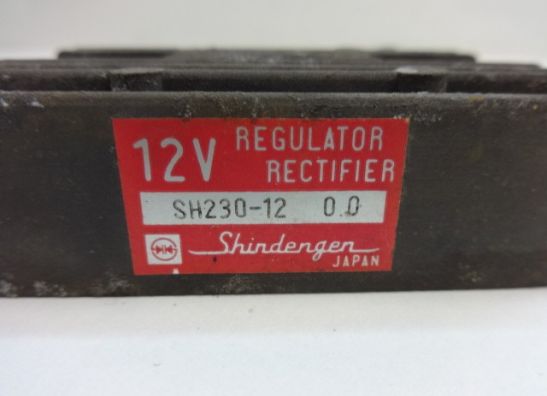 12V REGULATOR
RECTIFIER
SH230-12 0.0
Shindengen
JAPAN